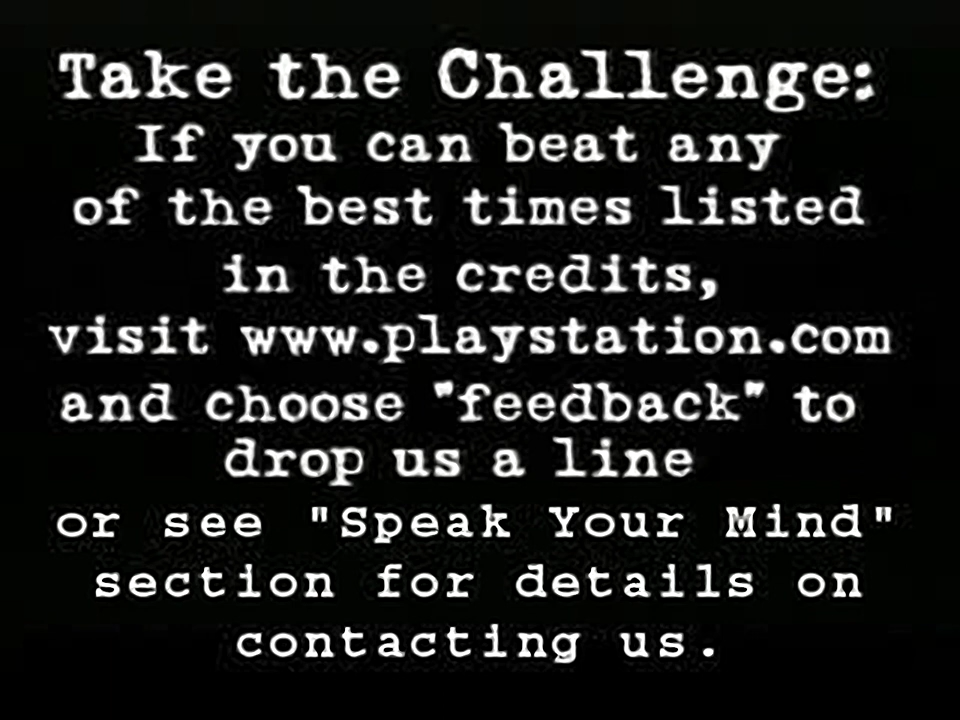 Take the Challenge:
If you can beat any
of the best times listed
in the credits,
visit www.playstation.com
and choose "feedback" to
drop us a line
or see "Speak Your Mind"
section for details on
contacting us.